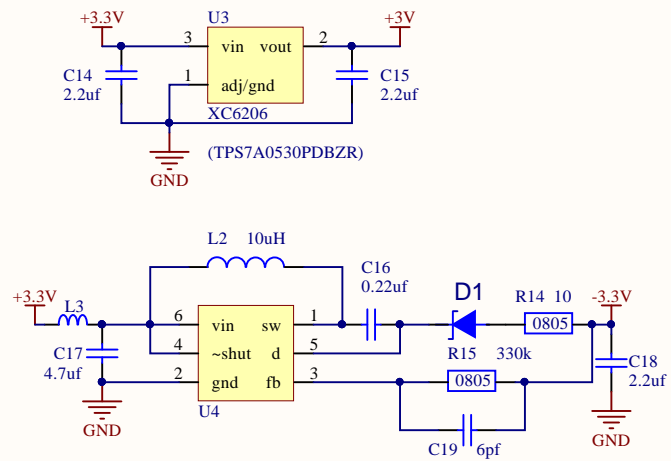 U3
+3.3V
+3V
3 vin vout 2
C14
2.2uf
1 adj/gnd
C15
2.2uf
XC6206
(TPS7A0530PDBZR)
GND
L2 10uH
C16
0.22uf
+3.3V
L3
D1
R14 10
-3.3V
6 vin sw 1
0805
4 ~shut d 5
R15 330k
C17
4.7uf
C18
2.2uf
2 gnd fb 3
0805
U4
GND
GND
C19 6pf